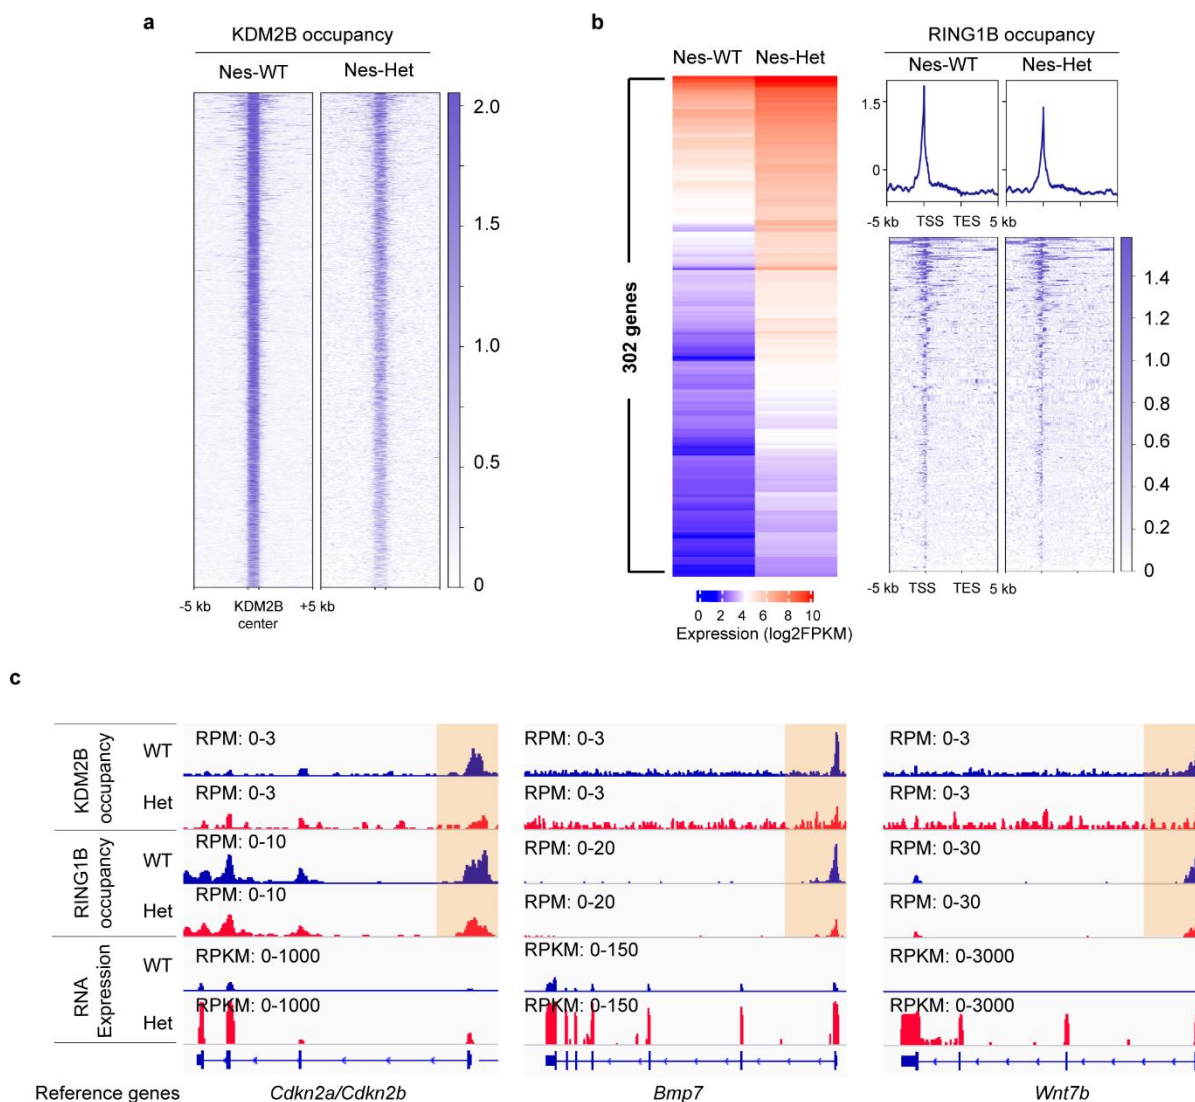 a
KDM2B occupancy
Nes-WT
Nes-Het
2.0
1.5
1.0
0.5
0
-5 kb
KDM2B
center
+5 kb
b
Nes-WT
Nes-Het
302 genes
0 2 4 6 8 10
Expression (log2FPKM)
RING1B occupancy
Nes-WT
Nes-Het
1.5
0
-5 kb TSS TES 5 kb
1.4
1.2
1.0
0.8
0.6
0.4
0.2
0
-5 kb TSS TES 5 kb
c
KDM2B
occupancy
WT
RPM: 0-3
RPM: 0-3
RPM: 0-3
Het
RPM: 0-3
RPM: 0-3
RPM: 0-3
RING1B
occupancy
WT
RPM: 0-10
RPM: 0-20
RPM: 0-30
Het
RPM: 0-10
RPM: 0-20
RPM: 0-30
RNA
Expression
WT
RPKM: 0-1000
RPKM: 0-150
RPKM: 0-3000
Het
RPKM: 0-1000
RPKM: 0-150
RPKM: 0-3000
Reference genes
Cdkn2a/Cdkn2b
Bmp7
Wnt7b